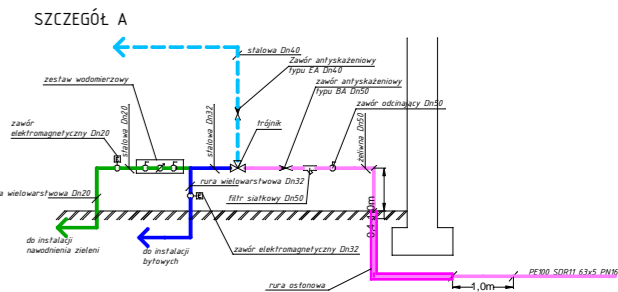 SZCZEGÓŁ A
stalowa Dn40
Zawór antyskażeniowy
typu EA Dn40
zestaw wodomierzowy
zawór antyskażeniowy
typu BA Dn50
zawór odcinający Dn50
zawór
elektromagnetyczny Dn20
stalowa Dn20
stalowa Dn32
trójnik
żeliwna Dn50
rura wielowarstwowa Dn32
wielowarstwowa Dn20
filtr siatkowy Dn50
do instalacji
nawodnienia zieleni
do instalacji
bytowych
zawór elektromagnetyczny Dn32
rura osłonowa
1,0m
PE100 SDR11 63x5 PN16